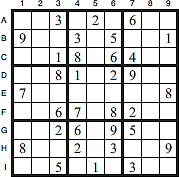 1 2 3 4 5 6 7 8 9
A 3 2 6
B 9 3 5 1
C 1 8 6 4
D 8 1 2 9
E 7 8
F 6 7 8 2
G 2 6 9 5
H 8 2 3 9
I 5 1 3